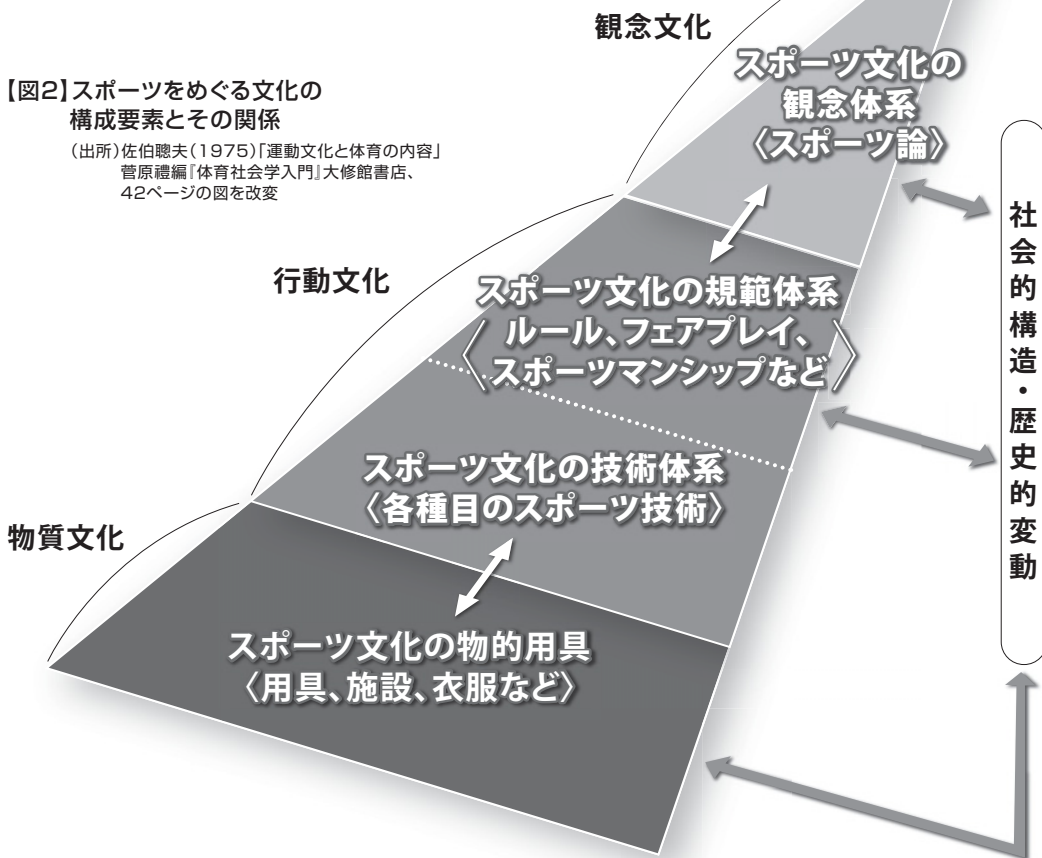 【図2】スポーツをめぐる文化の
構成要素とその関係
(出所)佐伯聰夫(1975)「運動文化と体育の内容」
菅原禮編『体育社会学入門』大修館書店、
42ページの図を改変
観念文化
スポーツ文化の
観念体系
〈スポーツ論〉
行動文化
スポーツ文化の規範体系
〈ルール、フェアプレイ、
スポーツマンシップなど〉
スポーツ文化の技術体系
〈各種目のスポーツ技術〉
物質文化
スポーツ文化の物的用具
〈用具、施設、衣服など〉
社会的構造・歴史的変動